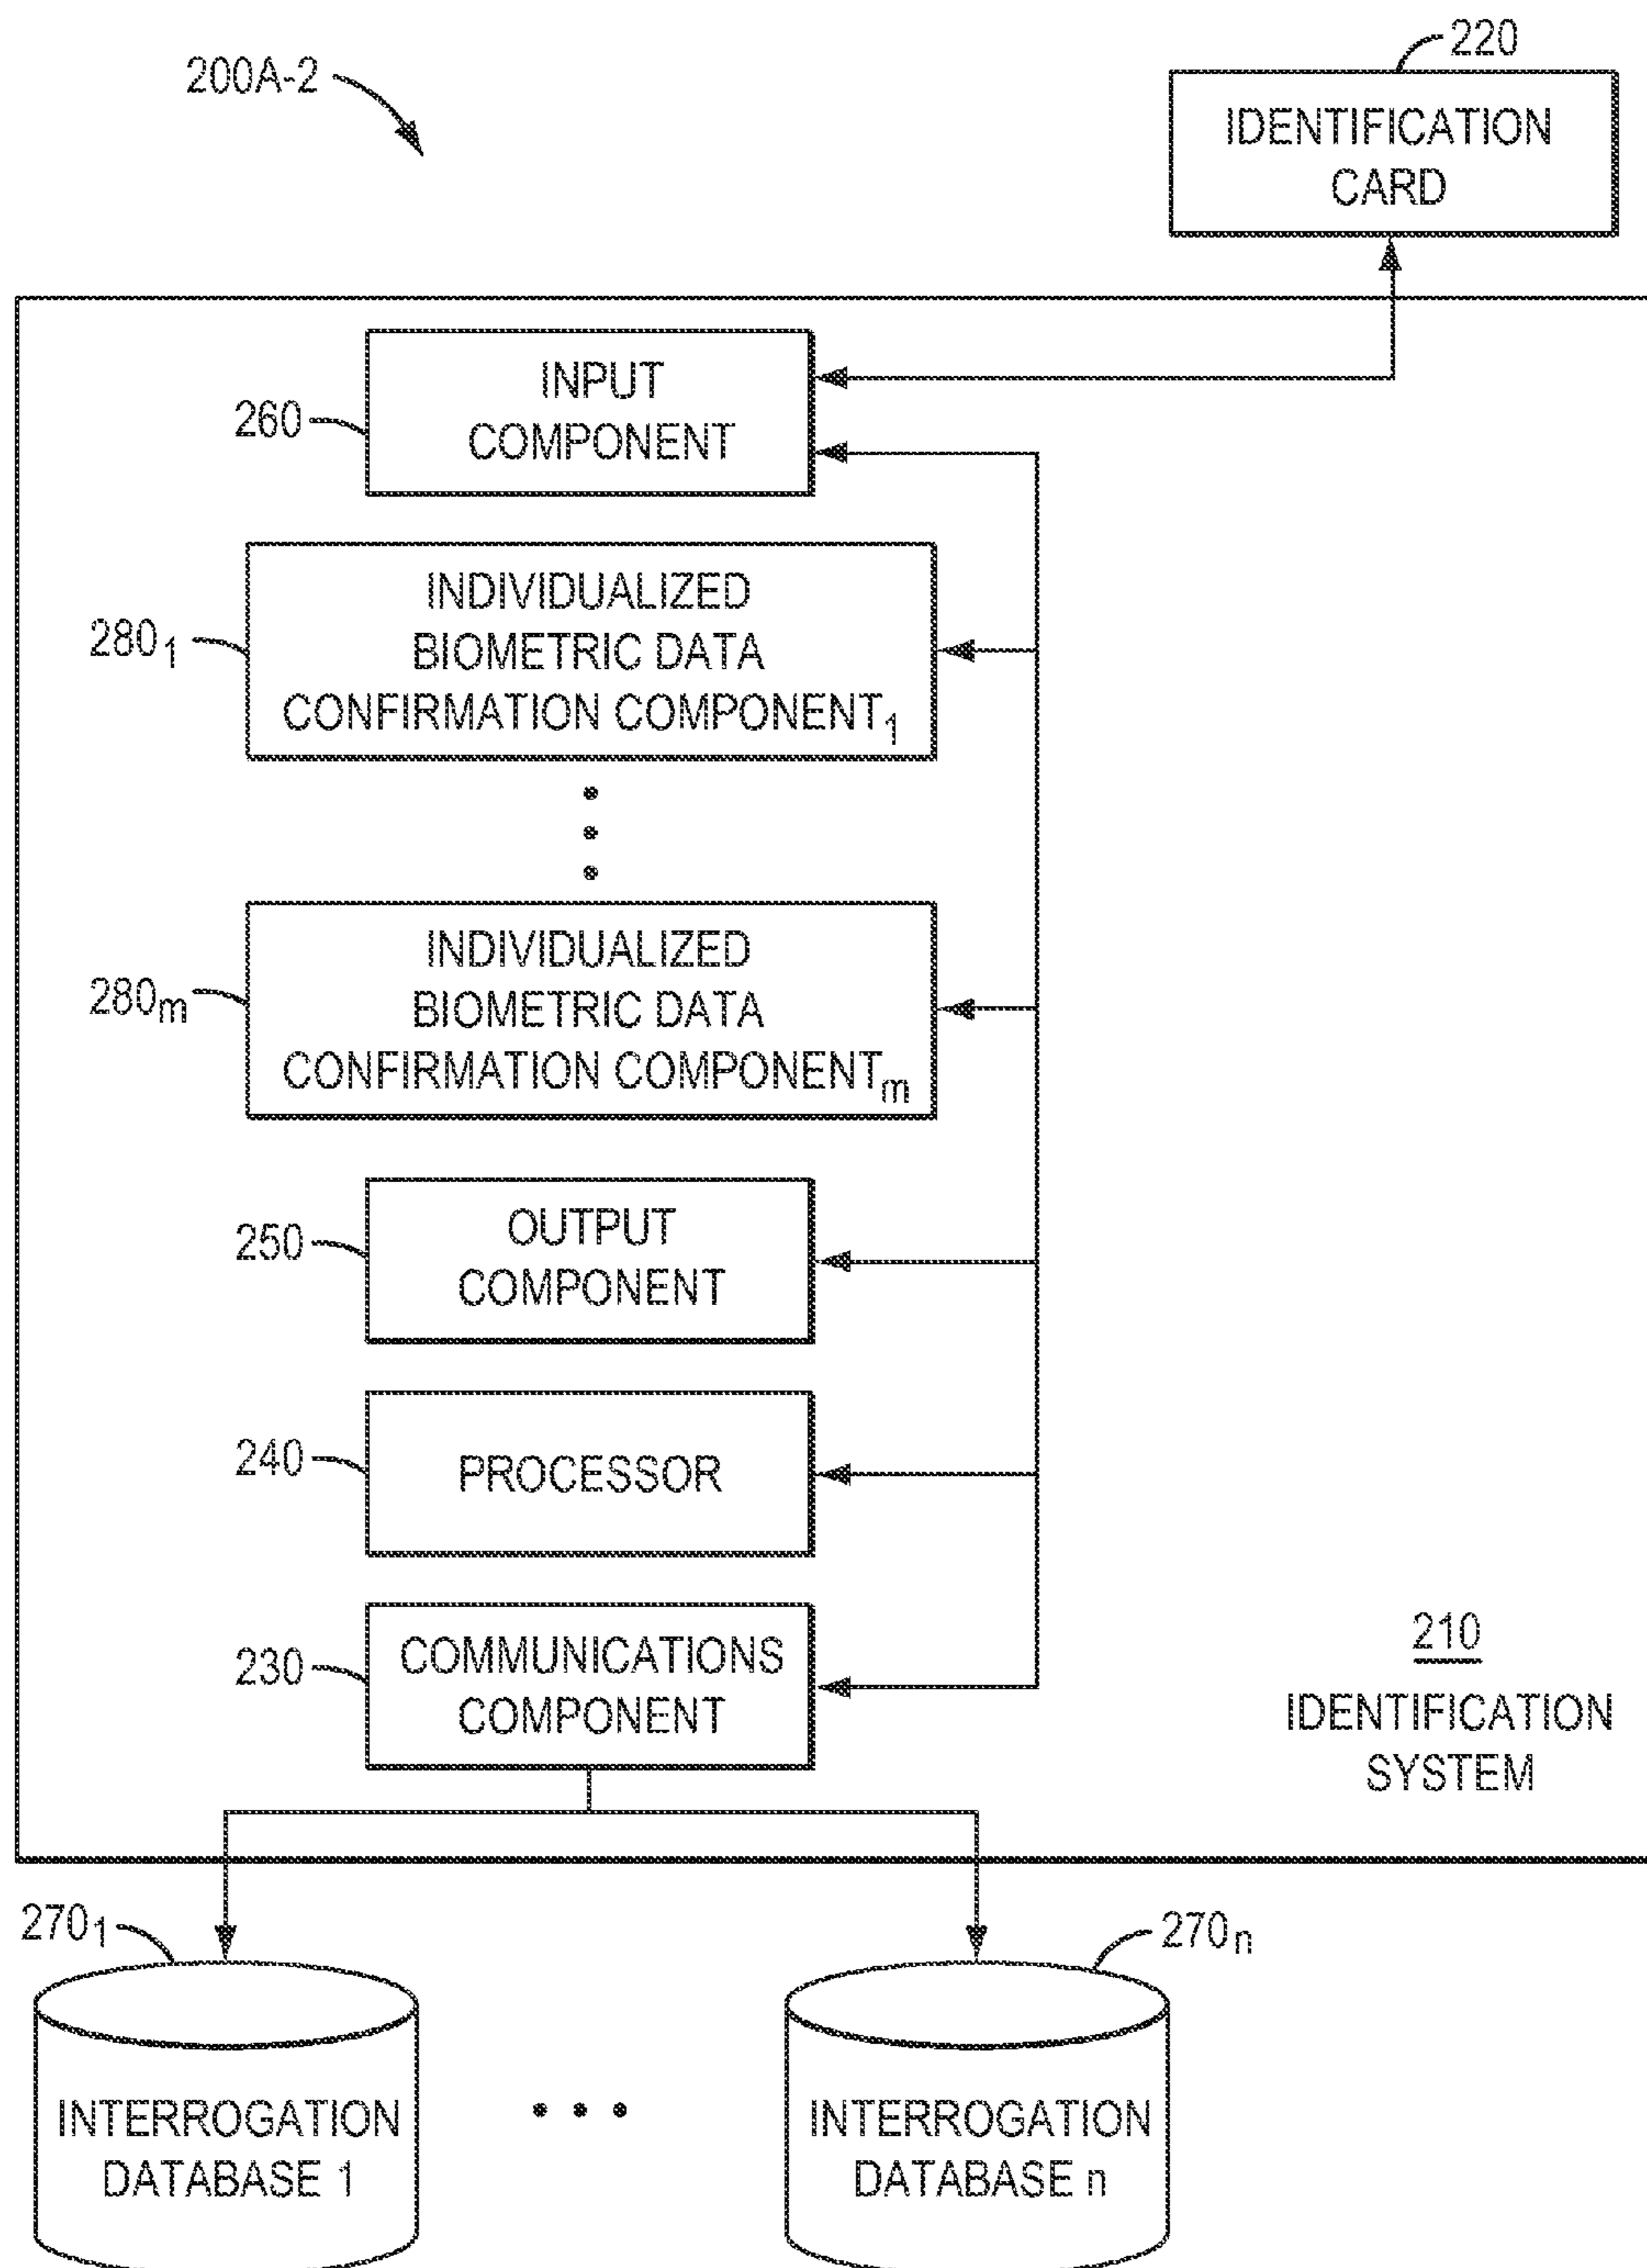 200A-2
220
IDENTIFICATION
CARD
260
INPUT
COMPONENT
280₁
INDIVIDUALIZED
BIOMETRIC DATA
CONFIRMATION COMPONENT₁
280ₘ
INDIVIDUALIZED
BIOMETRIC DATA
CONFIRMATION COMPONENTₘ
250
OUTPUT
COMPONENT
240
PROCESSOR
230
COMMUNICATIONS
COMPONENT
210
IDENTIFICATION
SYSTEM
270₁
270ₙ
INTERROGATION
DATABASE 1
INTERROGATION
DATABASE n